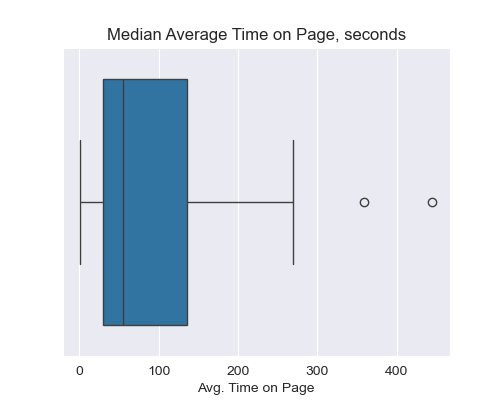 Median Average Time on Page, seconds
0 100 200 300 400
Avg. Time on Page